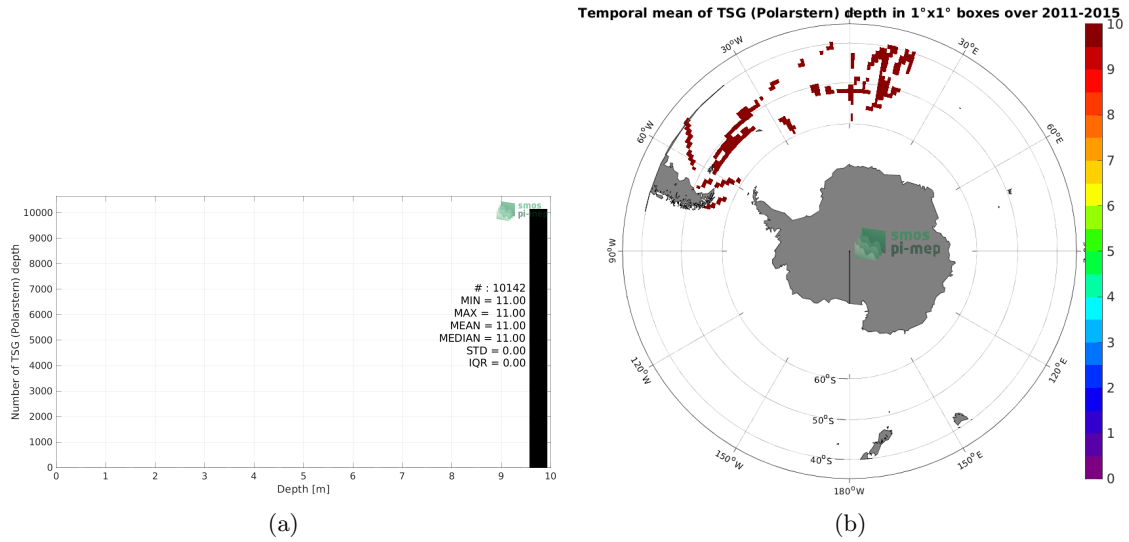 smos
pi-mep
10000
9000
8000
7000
6000
5000
4000
3000
2000
1000
0
Number of TSG (Polarstern) depth
# : 10142
MIN = 11.00
MAX = 11.00
MEAN = 11.00
MEDIAN = 11.00
STD = 0.00
IQR = 0.00
0 1 2 3 4 5 6 7 8 9 10
Depth [m]
(a)
Temporal mean of TSG (Polarstern) depth in 1°x1° boxes over 2011-2015
30°W
30°E
60°W
60°E
90°W
120°W
120°E
150°W
150°E
180°W
60°S
50°S
40°S
smos
pi-mep
10
9
8
7
6
5
4
3
2
1
0
(b)